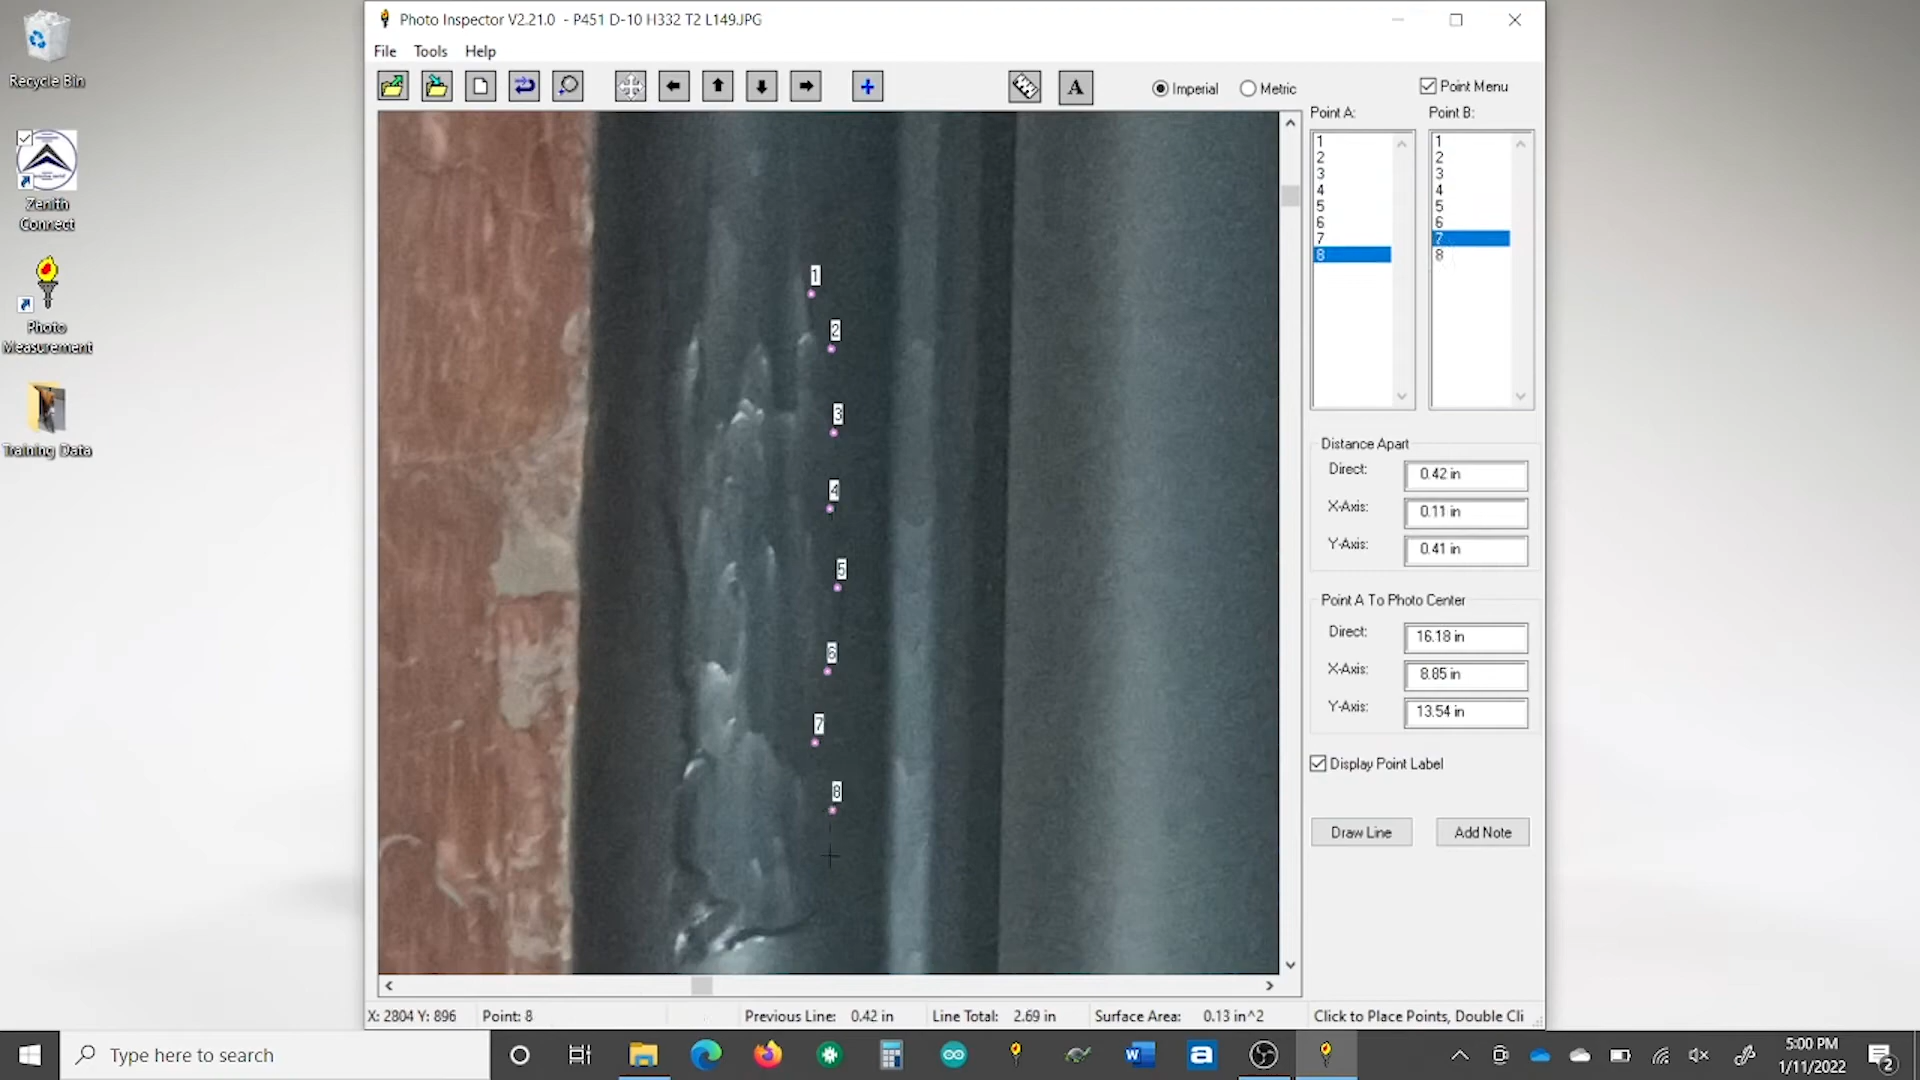 Photo Inspector V2.21.0 - P451 D-10 H332 T2 L149.JPG
File Tools Help
A
Imperial
Metric
Point Menu
Point A:
Point B:
1
2
3
4
5
6
7
8
1
2
3
4
5
6
7
8
1
2
3
4
5
6
7
8
Distance Apart
Direct: 0.42 in
X-Axis: 0.11 in
Y-Axis: 0.41 in
Point A To Photo Center
Direct: 16.18 in
X-Axis: 8.85 in
Y-Axis: 13.54 in
Display Point Label
Draw Line
Add Note
X: 2804 Y: 896 Point: 8 Previous Line: 0.42 in Line Total: 2.69 in Surface Area: 0.13 in^2 Click to Place Points, Double Cli
Recycle Bin
Zenith
Connect
Photo
Measurement
Training Data
Type here to search
W
a
5:00 PM
1/11/2022
2